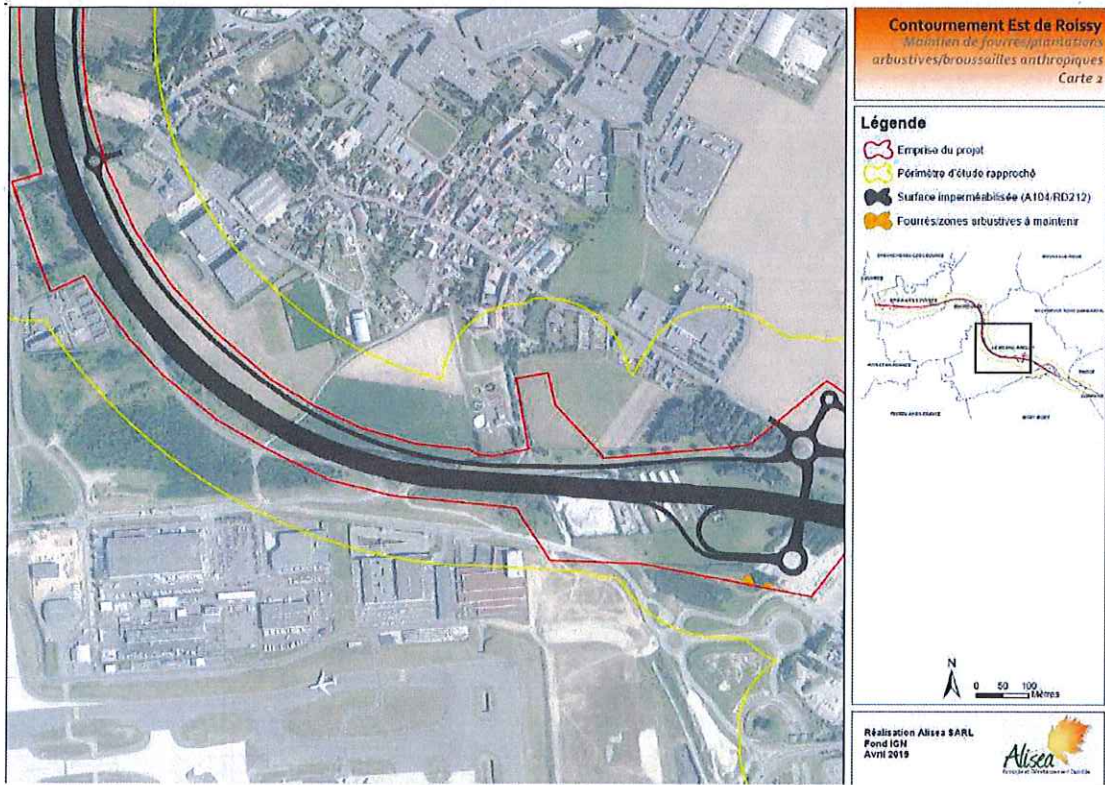 Contournement Est de Roissy
Maintien de fourrés/plantations
arbustives/broussailles anthropiques
Carte 2
Légende
Emprise du projet
Périmètre d'étude rapproché
Surface imperméabilisée (A104/RD212)
Fourrés/zones arbustives à maintenir
N
0 50 100
Mètres
Réalisation Alisea SARL
Fond IGN
Avril 2019
Alisea